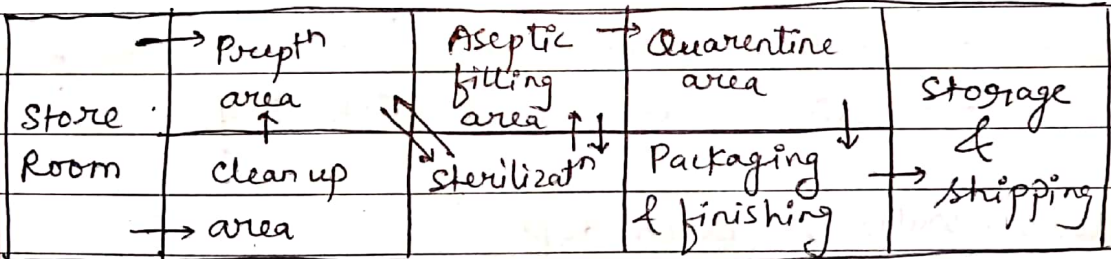 Store
Room
Prepth
area
clean up
area
Aseptic
filling
area
Sterilizatn
Quarentine
area
Packaging
& finishing
Storage
&
shipping